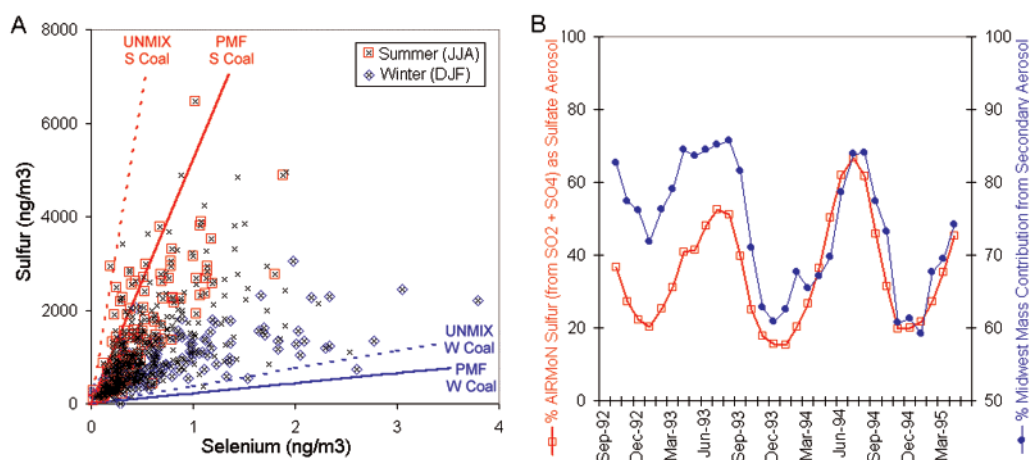 A
UNMIX
S Coal
PMF
S Coal
Summer (JJA)
Winter (DJF)
8000
6000
4000
2000
0
Sulfur (ng/m3)
UNMIX
W Coal
PMF
W Coal
0
1
2
3
4
Selenium (ng/m3)
B
100
80
60
40
20
0
% AIRMoN Sulfur (from SO2 + SO4) as Sulfate Aerosol
100
90
80
70
60
50
% Midwest Mass Contribution from Secondary Aerosol
Sep-92
Dec-92
Mar-93
Jun-93
Sep-93
Dec-93
Mar-94
Jun-94
Sep-94
Dec-94
Mar-95